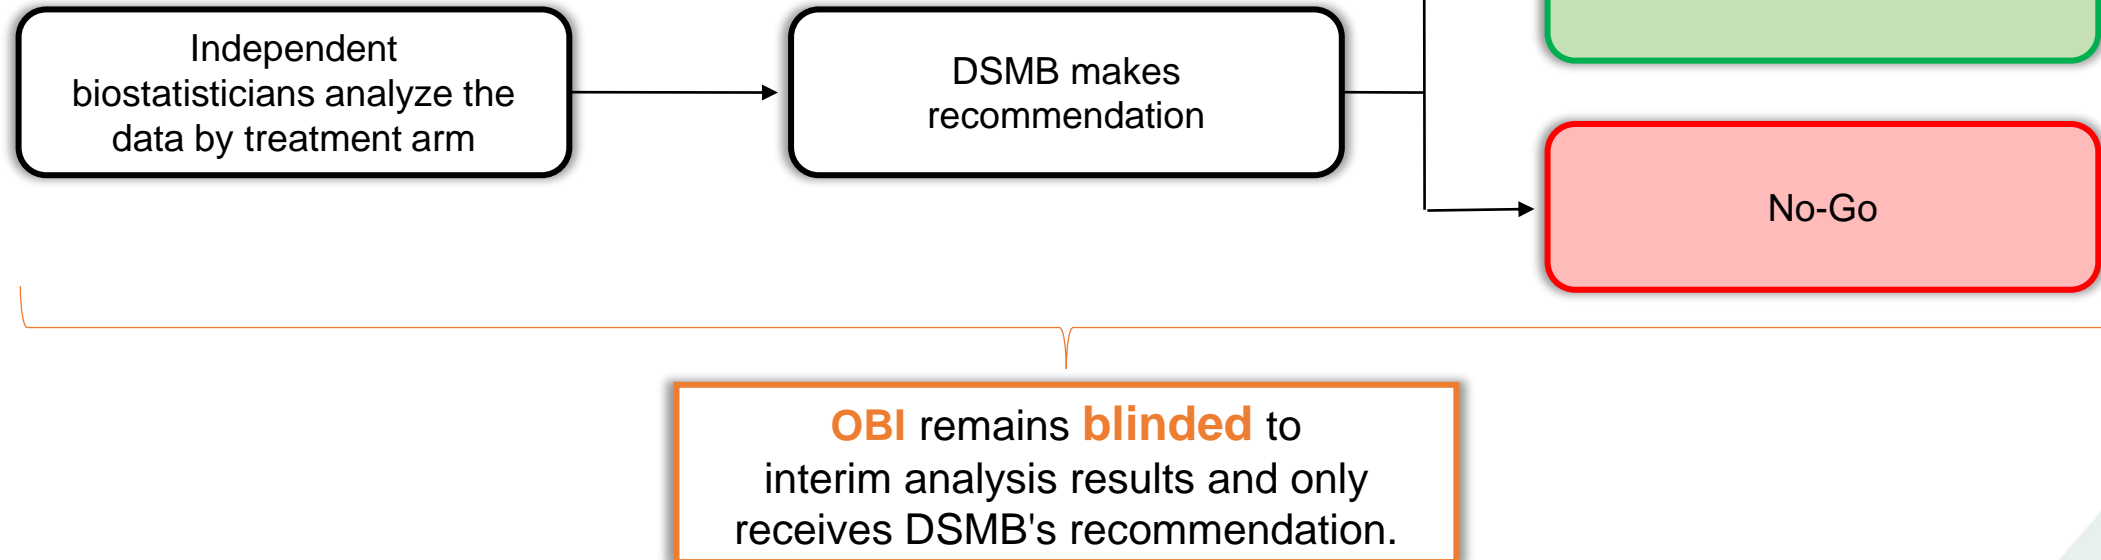 Independent
biostatisticians analyze the
data by treatment arm
DSMB makes
recommendation
No-Go
OBI remains blinded to
interim analysis results and only
receives DSMB's recommendation.